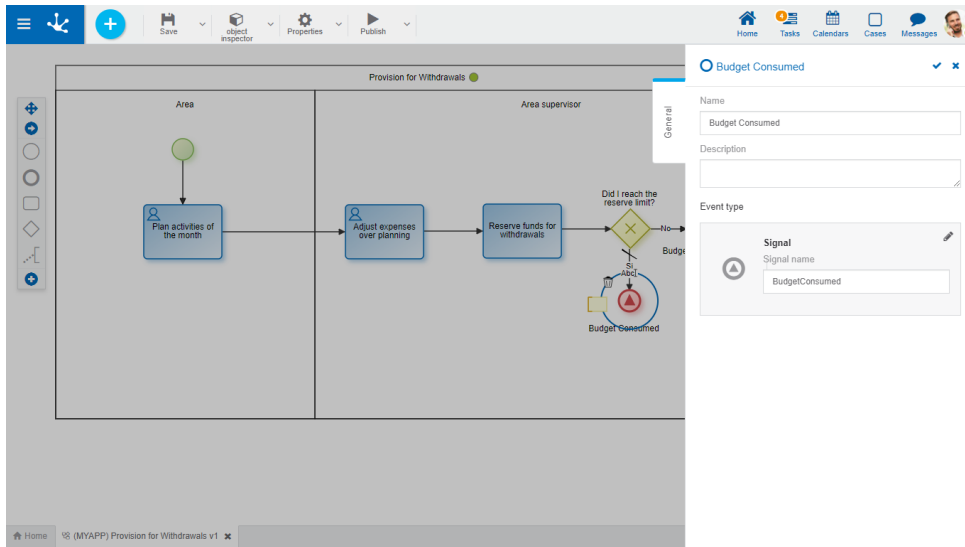 Save
object
inspector
Properties
Publish
Home
4
Tasks
Calendars
Cases
Messages
Provision for Withdrawals
Area
Area supervisor
Plan activities of
the month
Adjust expenses
over planning
Reserve funds for
withdrawals
Did I reach the
reserve limit?
No
Budge
Si
Abc
Budget Consumed
General
Budget Consumed
Name
Budget Consumed
Description
Event type
Signal
Signal name
BudgetConsumed
Home
(MYAPP) Provision for Withdrawals v1